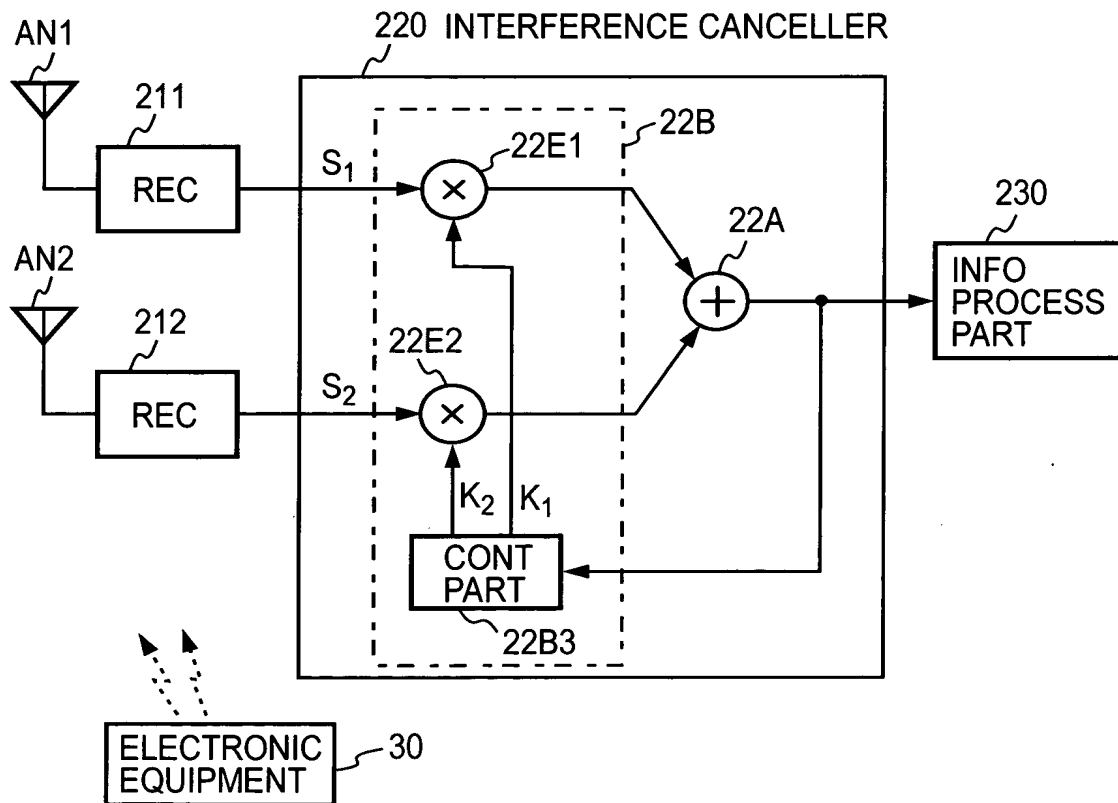 220 INTERFERENCE CANCELLER
AN1
211
REC
S1
22E1
22B
22A
230
INFO
PROCESS
PART
AN2
212
REC
S2
22E2
K2
K1
CONT
PART
22B3
ELECTRONIC
EQUIPMENT
30